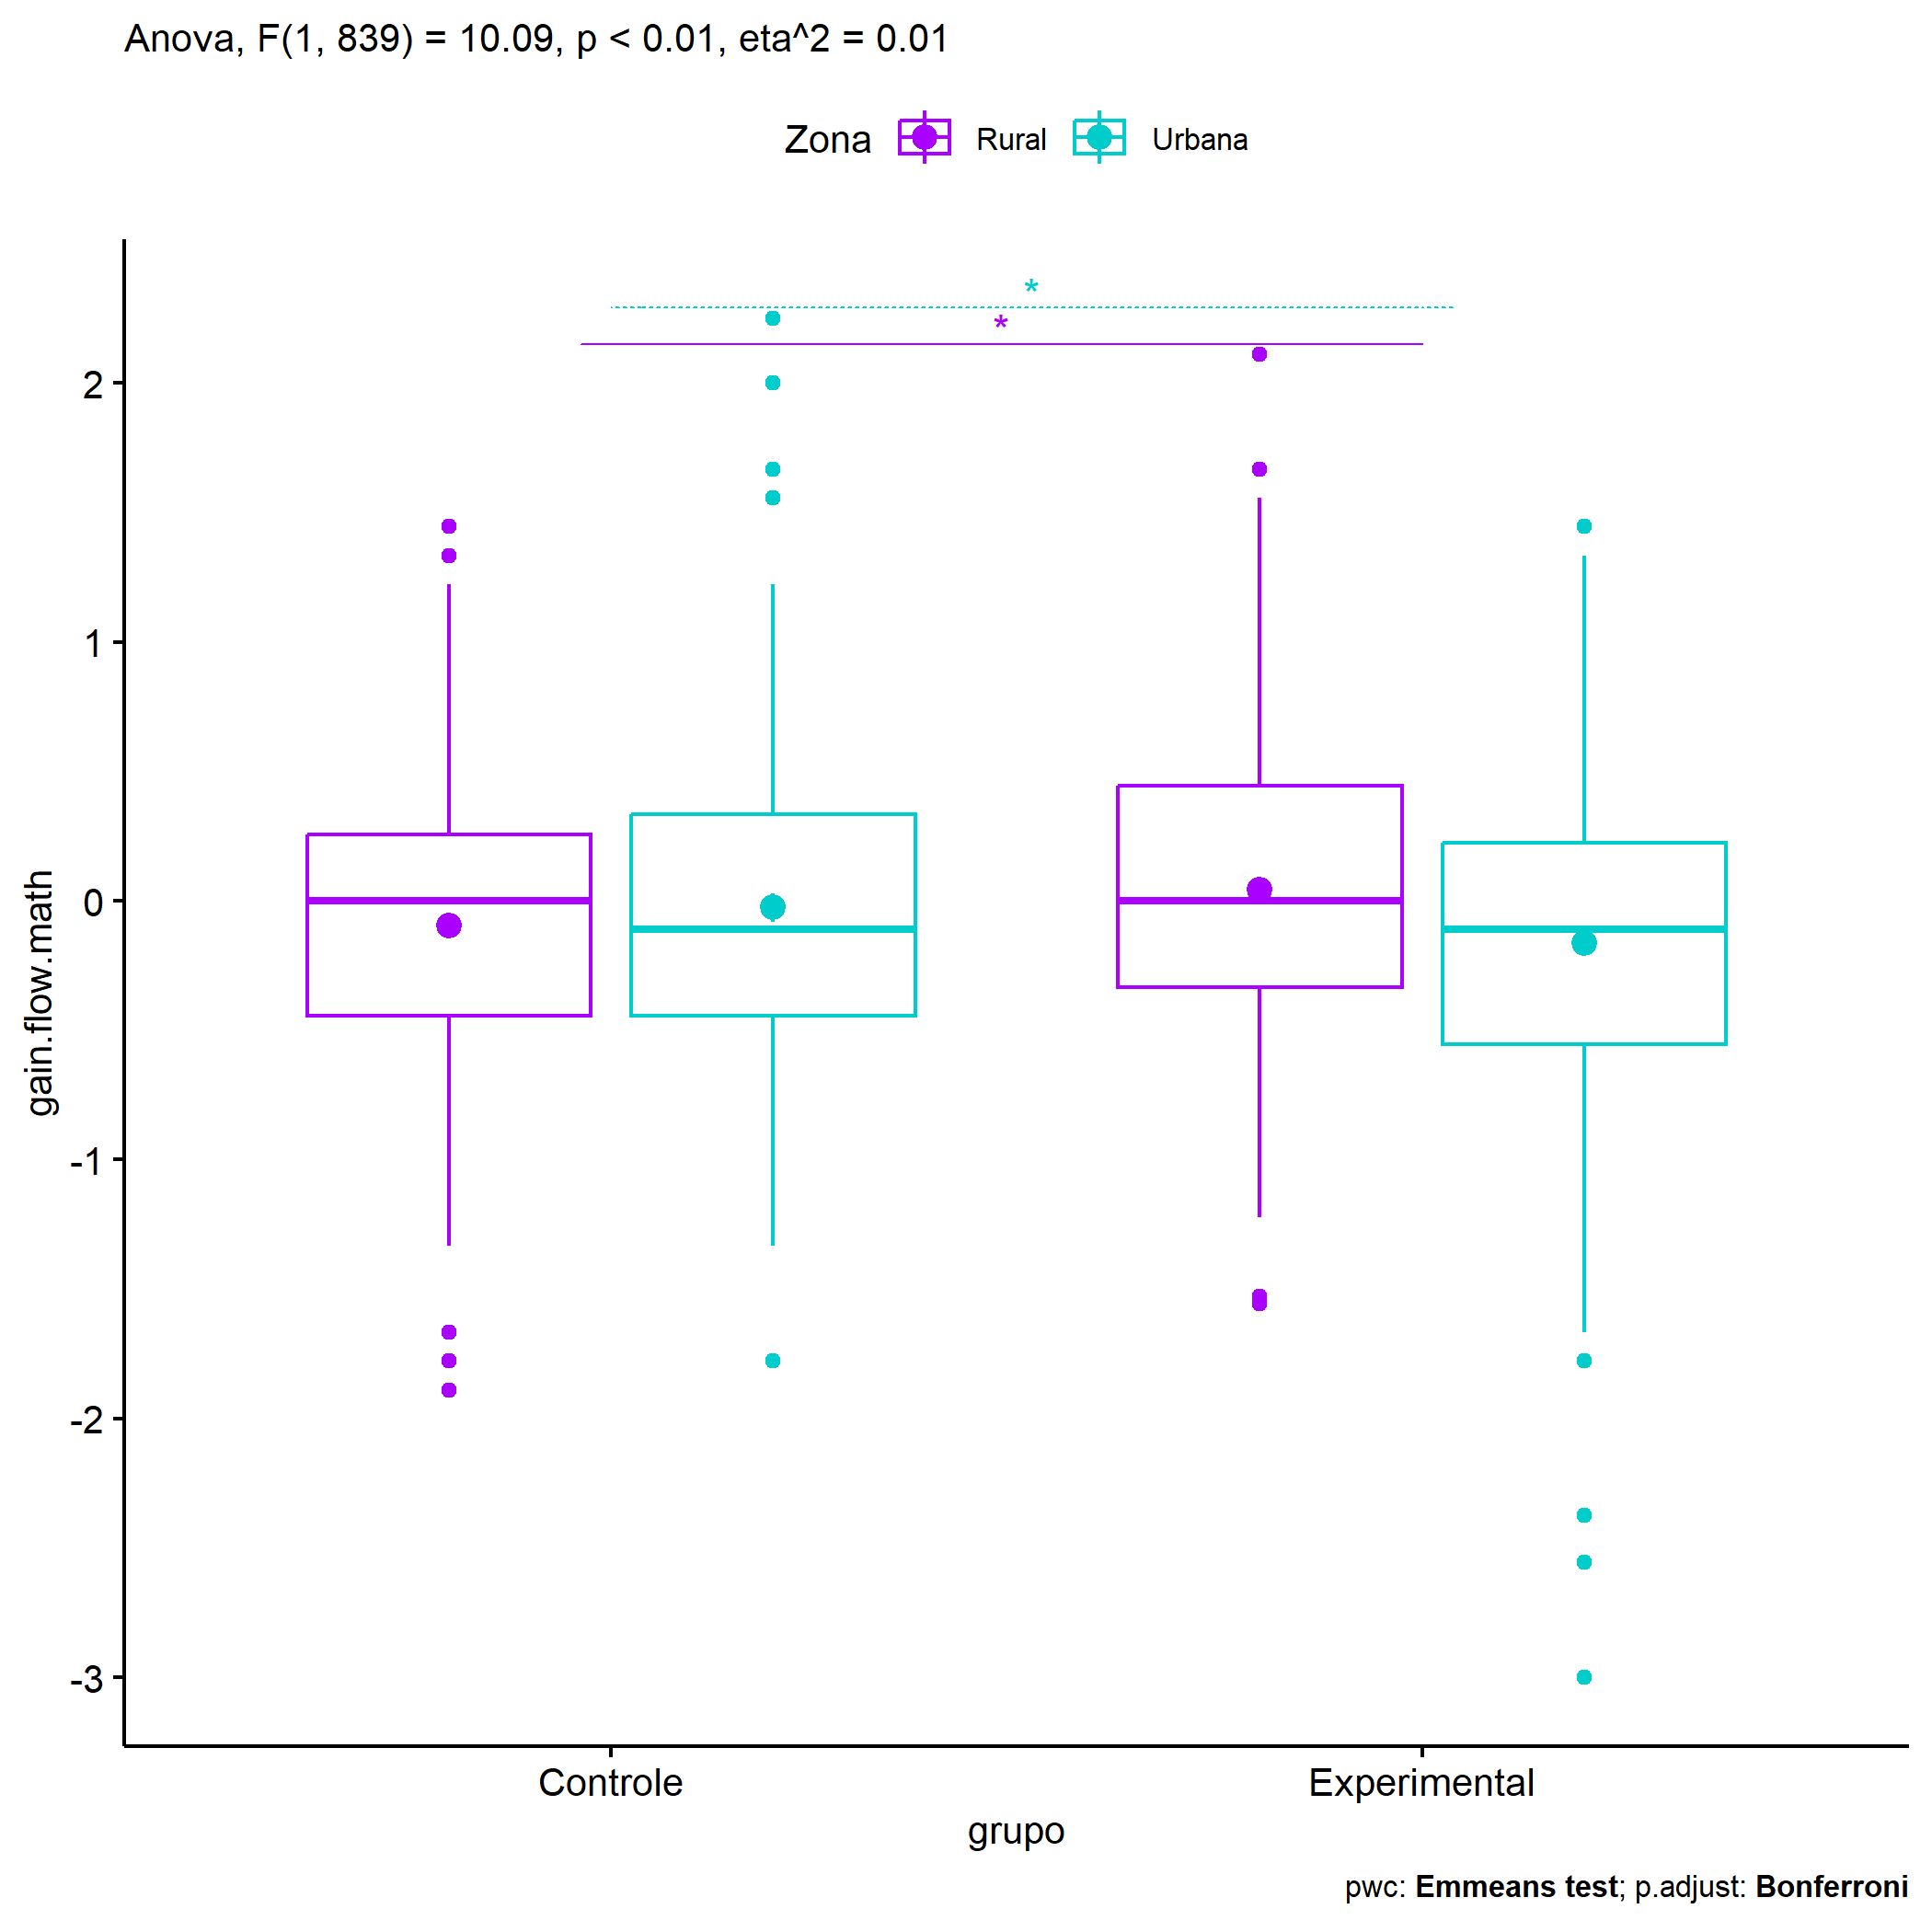 Anova, F(1, 839) = 10.09, p < 0.01, eta^2 = 0.01
Zona Rural Urbana
*
*
2
1
0
-1
-2
-3
gain.flow.math
Controle Experimental
grupo
pwc: Emmeans test; p.adjust: Bonferroni